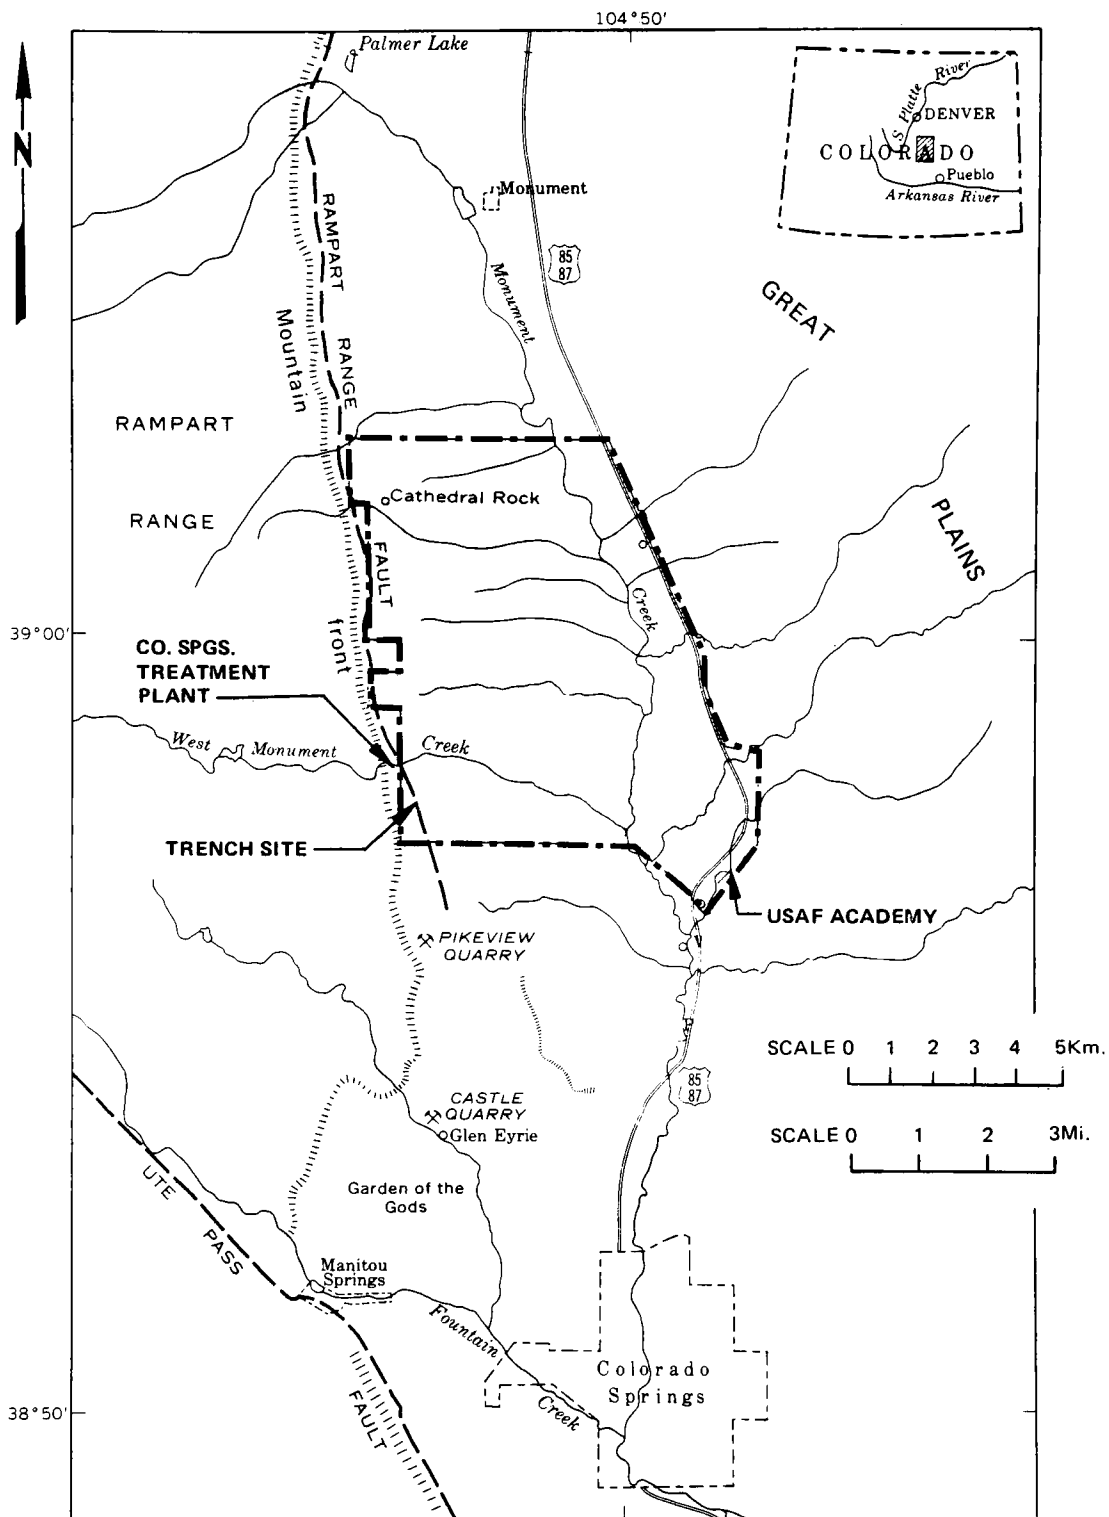 104°50'
Palmer Lake
N
S. Platte River
DENVER
COLORADO
Pueblo
Arkansas River
Monument
RAMPART RANGE FAULT
85
87
Monument Creek
GREAT PLAINS
Mountain front
RAMPART
RANGE
Cathedral Rock
39°00'
CO. SPGS.
TREATMENT
PLANT
West Monument Creek
TRENCH SITE
USAF ACADEMY
PIKEVIEW
QUARRY
SCALE 0 1 2 3 4 5Km.
85
87
SCALE 0 1 2 3Mi.
CASTLE
QUARRY
Glen Eyrie
UTE PASS FAULT
Garden of the
Gods
Manitou
Springs
Fountain Creek
Colorado
Springs
38°50'